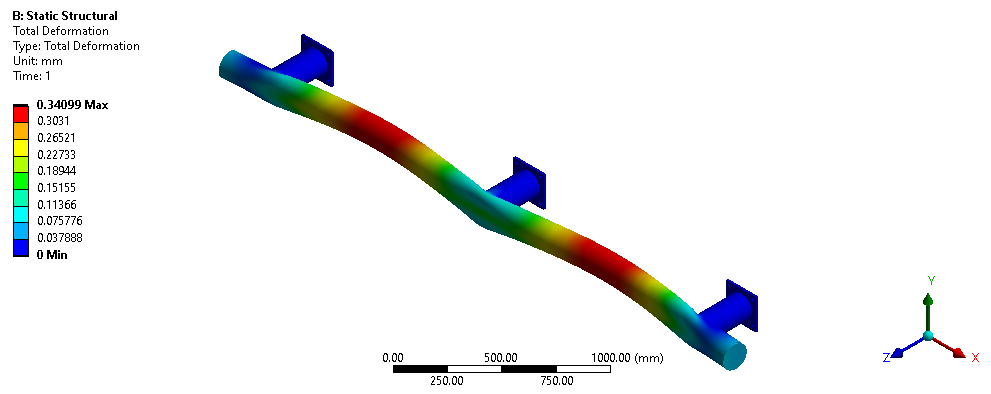 B: Static Structural
Total Deformation
Type: Total Deformation
Unit: mm
Time: 1
0.34099 Max
0.3031
0.26521
0.22733
0.18944
0.15155
0.11366
0.075776
0.037888
0 Min
0.00 500.00 1000.00 (mm)
250.00 750.00
Y
Z X